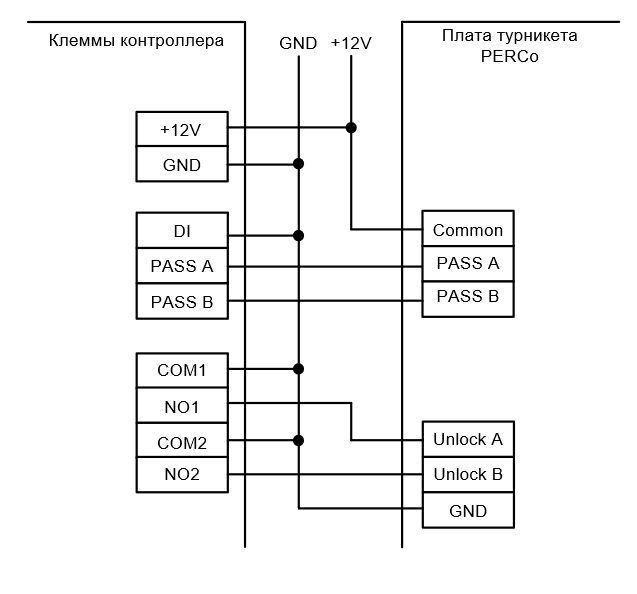 Клеммы контроллера
GND +12V
Плата турникета
PERCo
+12V
GND
DI
PASS A
PASS B
COM1
NO1
COM2
NO2
Common
PASS A
PASS B
Unlock A
Unlock B
GND